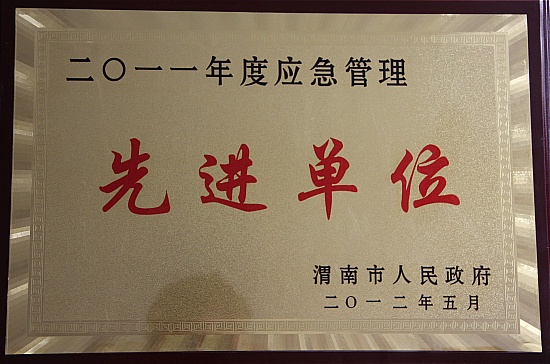 二〇一一年度应急管理
先进单位
渭南市人民政府
二〇一二年五月